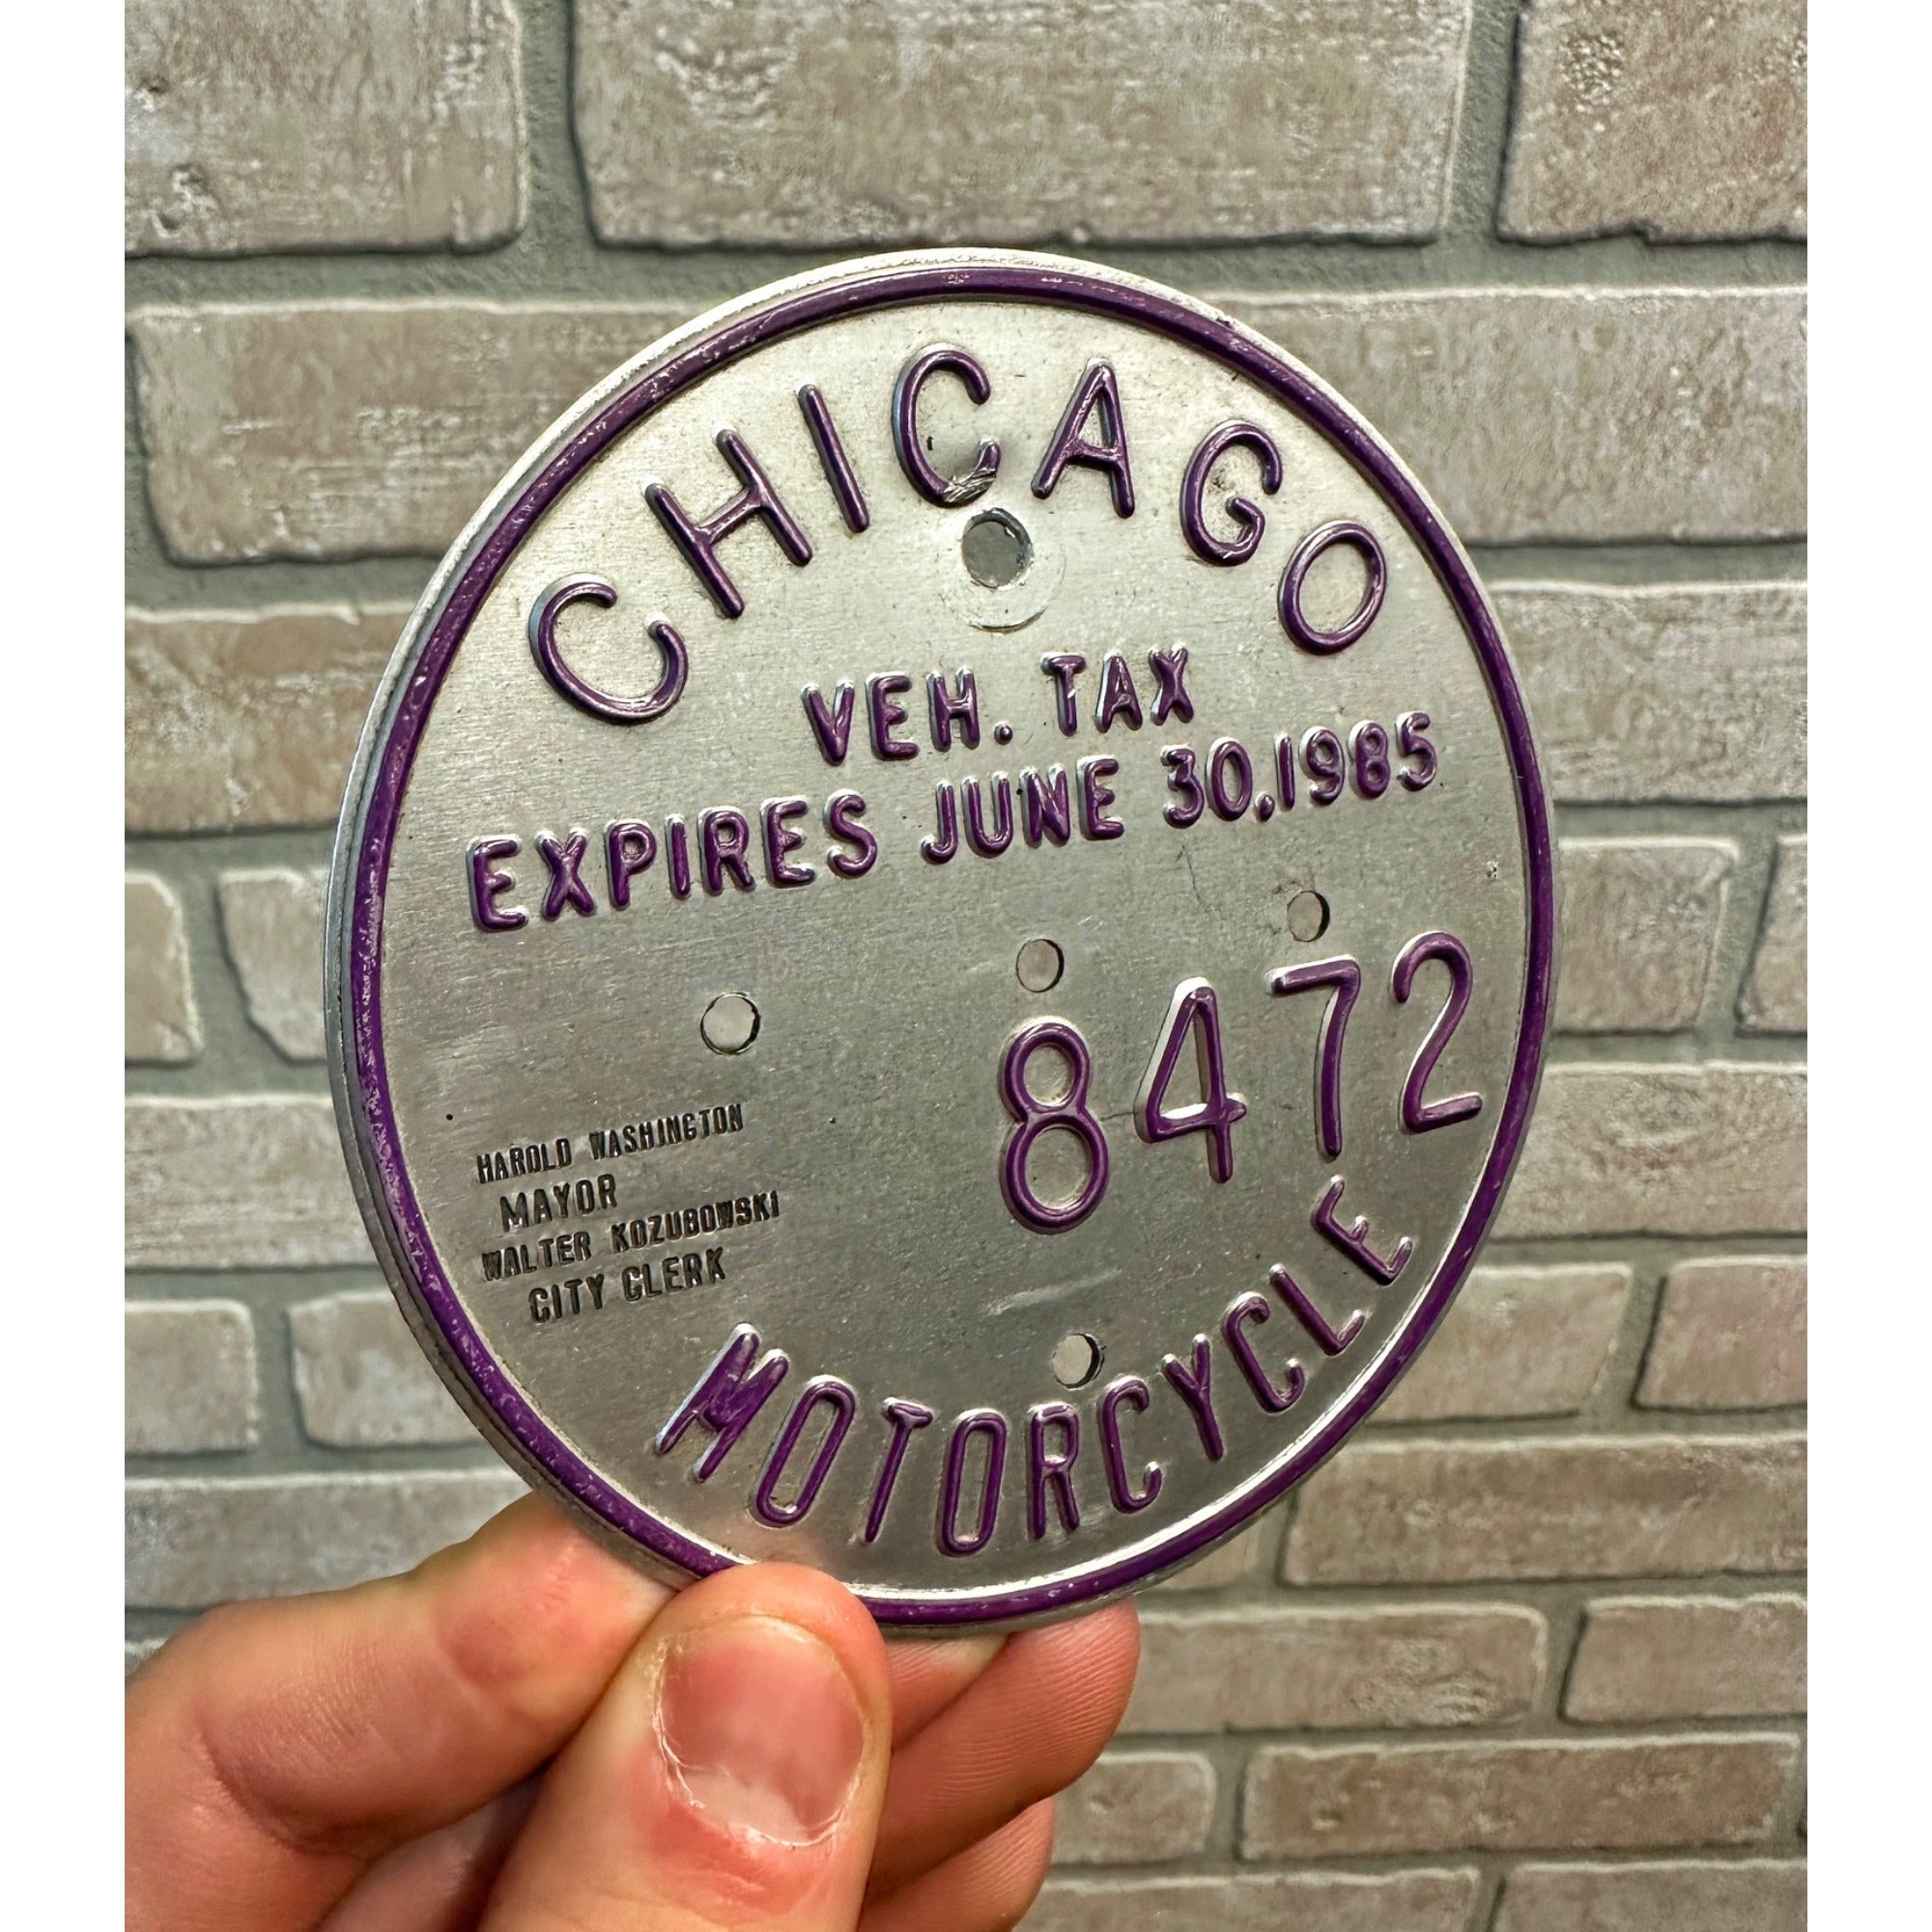 CHICAGO
VEH. TAX
EXPIRES JUNE 30, 1985
8472
HAROLD WASHINGTON
MAYOR
WALTER KOZUBOWSKI
CITY CLERK
MOTORCYCLE